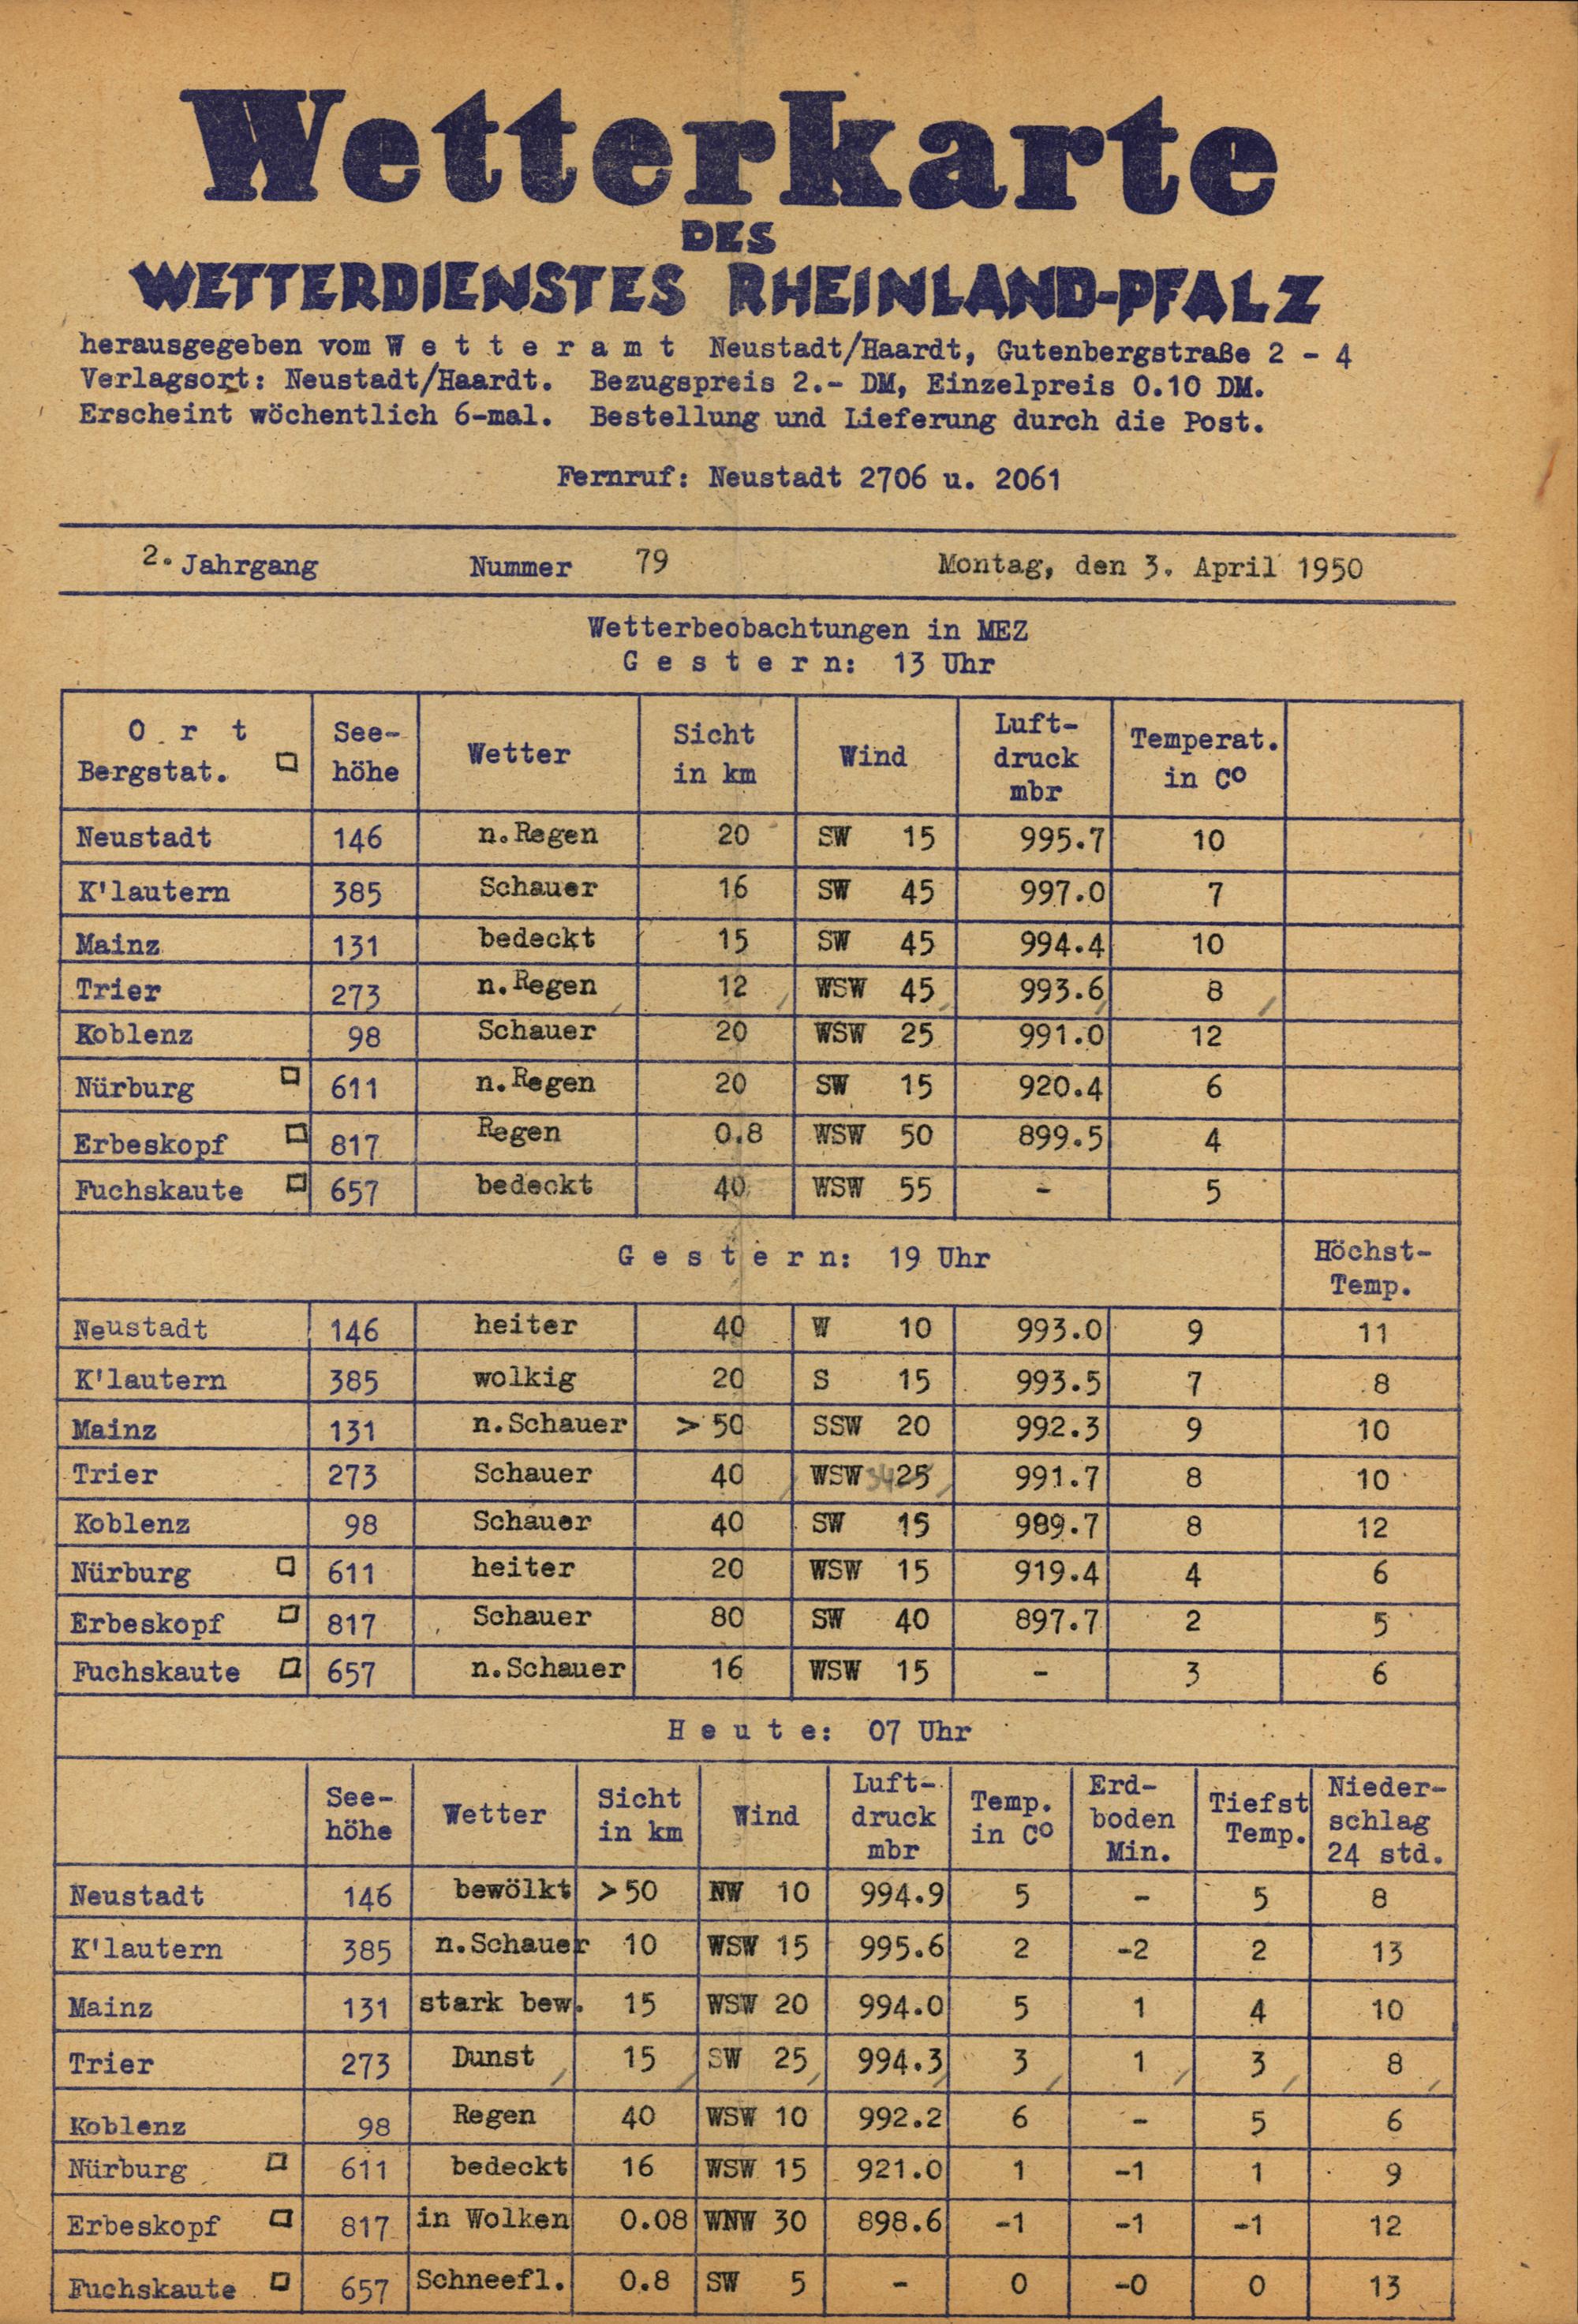 Wetterkarte
DES
WETTERDIENSTES RHEINLAND-PFALZ
herausgegeben vom W e t t e r a m t Neustadt/Haardt, Gutenbergstraße 2 - 4
Verlagsort: Neustadt/Haardt. Bezugspreis 2.- DM, Einzelpreis 0.10 DM.
Erscheint wöchentlich 6-mal. Bestellung und Lieferung durch die Post.
Fernruf: Neustadt 2706 u. 2061
2. Jahrgang Nummer 79 Montag, den 3. April 1950
Wetterbeobachtungen in MEZ
G e s t e r n: 13 Uhr
O r t See- Wetter Sicht Wind Luft- Temperat.
Bergstat. höhe in km druck in C°
mbr
Neustadt 146 n.Regen 20 SW 15 995.7 10
K'lautern 385 Schauer 16 SW 45 997.0 7
Mainz 131 bedeckt 15 SW 45 994.4 10
Trier 273 n.Regen 12 WSW 45 993.6 8
Koblenz 98 Schauer 20 WSW 25 991.0 12
Nürburg 611 n.Regen 20 SW 15 920.4 6
Erbeskopf 817 Regen 0.8 WSW 50 899.5 4
Fuchskaute 657 bedeckt 40 WSW 55 - 5
G e s t e r n: 19 Uhr Höchst-
Temp.
Neustadt 146 heiter 40 W 10 993.0 9 11
K'lautern 385 wolkig 20 S 15 993.5 7 8
Mainz 131 n.Schauer > 50 SSW 20 992.3 9 10
Trier 273 Schauer 40 WSW 25 991.7 8 10
Koblenz 98 Schauer 40 SW 15 989.7 8 12
Nürburg 611 heiter 20 WSW 15 919.4 4 6
Erbeskopf 817 Schauer 80 SW 40 897.7 2 5
Fuchskaute 657 n.Schauer 16 WSW 15 - 3 6
H e u t e: 07 Uhr
See- Wetter Sicht Wind Luft- Temp. Erd- Tiefst Nieder-
höhe in km druck in C° boden Temp. schlag
mbr Min. 24 std.
Neustadt 146 bewölkt > 50 NW 10 994.9 5 - 5 8
K'lautern 385 n.Schauer 10 WSW 15 995.6 2 -2 2 13
Mainz 131 stark bew. 15 WSW 20 994.0 5 1 4 10
Trier 273 Dunst 15 SW 25 994.3 3 1 3 8
Koblenz 98 Regen 40 WSW 10 992.2 6 - 5 6
Nürburg 611 bedeckt 16 WSW 15 921.0 1 -1 1 9
Erbeskopf 817 in Wolken 0.08 WNW 30 898.6 -1 -1 -1 12
Fuchskaute 657 Schneefl. 0.8 SW 5 - 0 -0 0 13